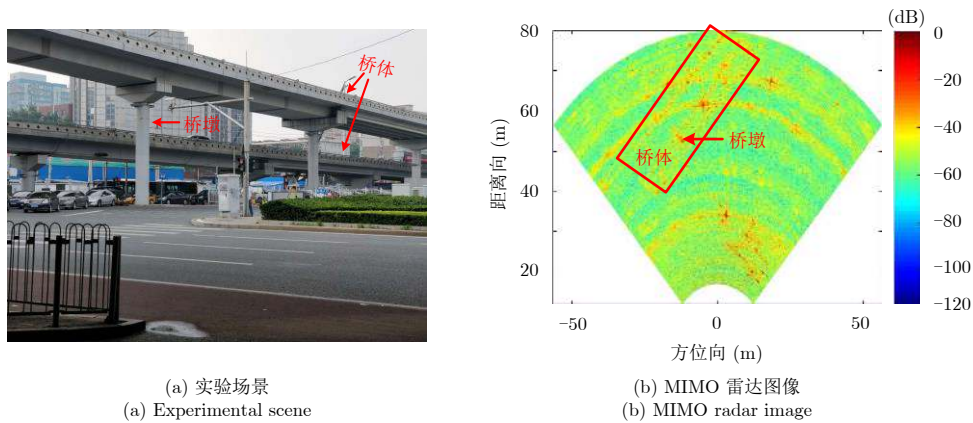 桥体
桥墩
(a) 实验场景
(a) Experimental scene
(dB)
80
60
40
20
距离向 (m)
−50
0
50
方位向 (m)
桥体
桥墩
0
−20
−40
−60
−80
−100
−120
(b) MIMO 雷达图像
(b) MIMO radar image